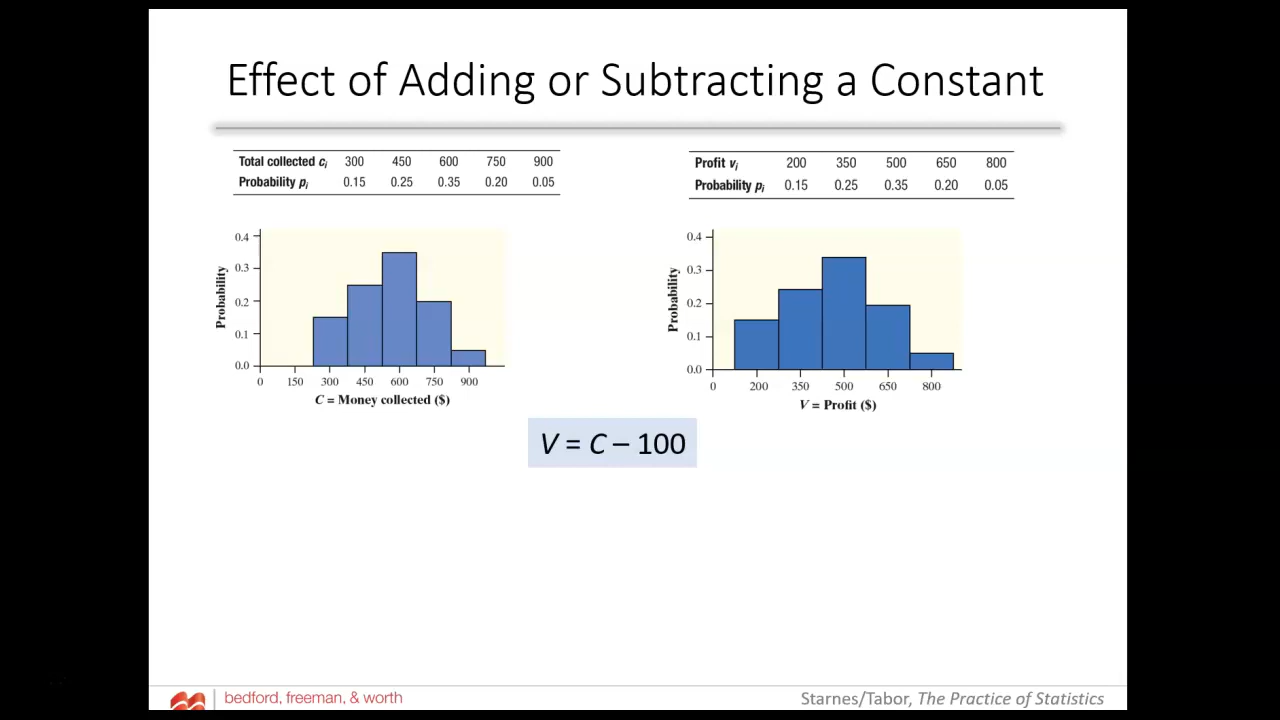 Effect of Adding or Subtracting a Constant
Total collected cᵢ 300 450 600 750 900
Probability pᵢ 0.15 0.25 0.35 0.20 0.05
Profit vᵢ 200 350 500 650 800
Probability pᵢ 0.15 0.25 0.35 0.20 0.05
Probability
0.4
0.3
0.2
0.1
0.0
0 150 300 450 600 750 900
C = Money collected ($)
Probability
0.4
0.3
0.2
0.1
0.0
0 200 350 500 650 800
V = Profit ($)
V = C – 100
bedford, freeman, & worth
Starnes/Tabor, The Practice of Statistics